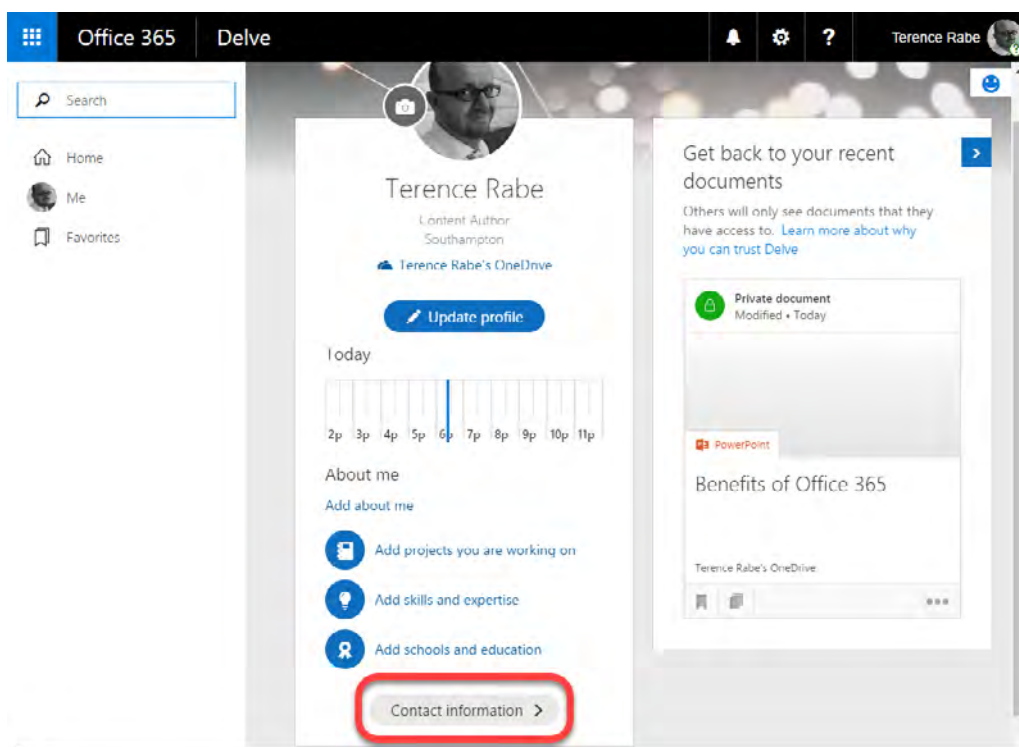 Office 365
Delve
?
Terence Rabe
Search
Home
Me
Favorites
Terence Rabe
Content Author
Southampton
Terence Rabe's OneDrive
Update profile
Today
2p 3p 4p 5p 6p 7p 8p 9p 10p 11p
About me
Add about me
Add projects you are working on
Add skills and expertise
Add schools and education
Contact information >
Get back to your recent
documents
Others will only see documents that they
have access to. Learn more about why
you can trust Delve
Private document
Modified • Today
PowerPoint
Benefits of Office 365
Terence Rabe's OneDrive